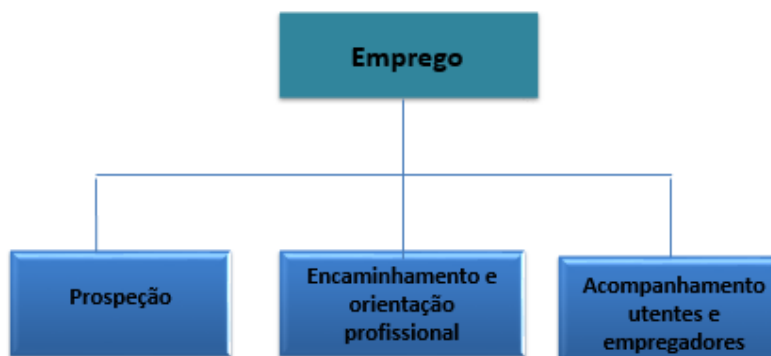 Emprego
Prospeção
Encaminhamento e
orientação
profissional
Acompanhamento
utentes e
empregadores